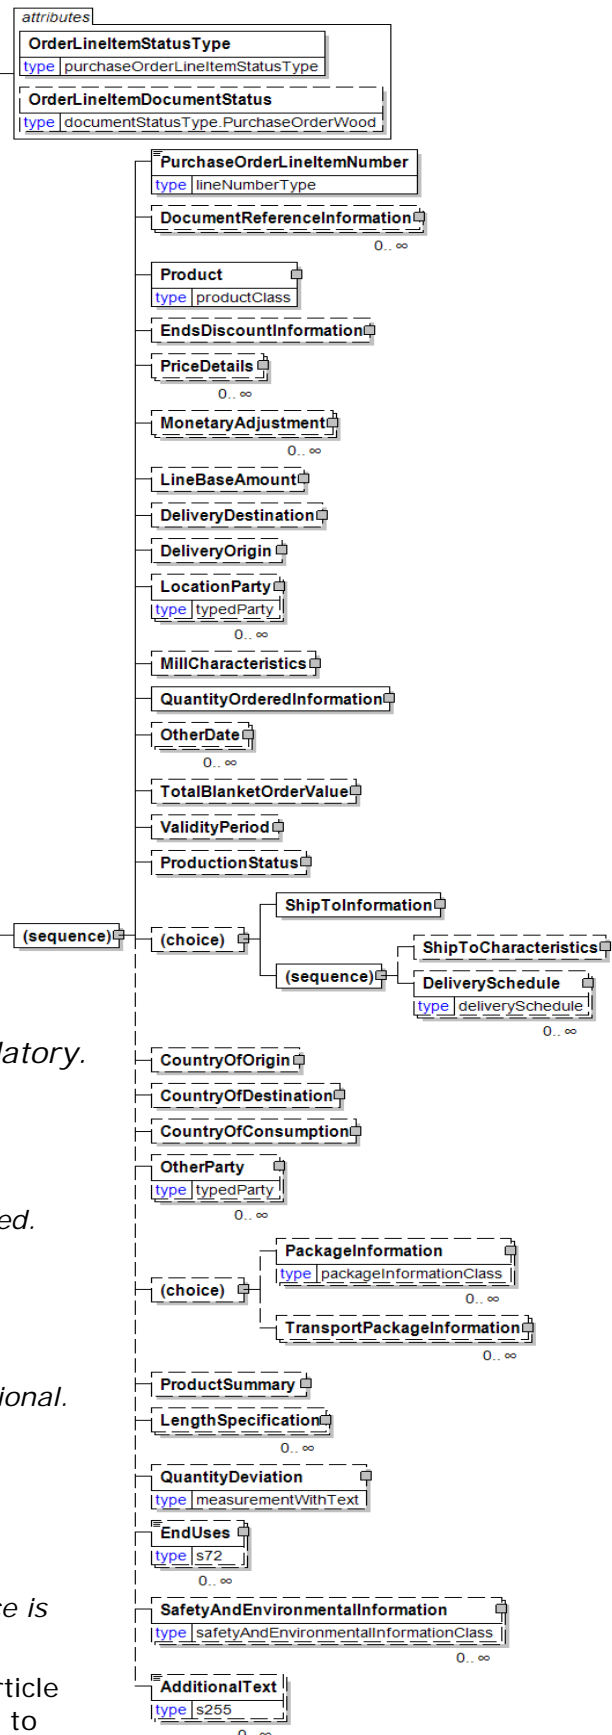 attributes
OrderLineItemStatusType
type purchaseOrderLineItemStatusType
OrderLineItemDocumentStatus
type documentStatusType.PurchaseOrderWood
PurchaseOrderLineItemNumber
type lineNumberType
DocumentReferenceInformation
0.. ∞
Product
type productClass
EndsDiscountInformation
PriceDetails
0.. ∞
MonetaryAdjustment
0.. ∞
LineBaseAmount
DeliveryDestination
DeliveryOrigin
LocationParty
type typedParty
0.. ∞
MillCharacteristics
QuantityOrderedInformation
OtherDate
0.. ∞
TotalBlanketOrderValue
ValidityPeriod
ProductionStatus
ShipToInformation
(sequence)
(choice)
ShipToCharacteristics
(sequence)
DeliverySchedule
type deliverySchedule
0.. ∞
latory.
CountryOfOrigin
CountryOfDestination
CountryOfConsumption
OtherParty
type typedParty
0.. ∞
ed.
PackageInformation
type packageInformationClass
0.. ∞
(choice)
TransportPackageInformation
0.. ∞
ProductSummary
ional.
LengthSpecification
0.. ∞
QuantityDeviation
type measurementWithText
EndUses
type s72
0.. ∞
e is
SafetyAndEnvironmentalInformation
type safetyAndEnvironmentalInformationClass
0.. ∞
rticle
AdditionalText
type s255
to
0.. ∞